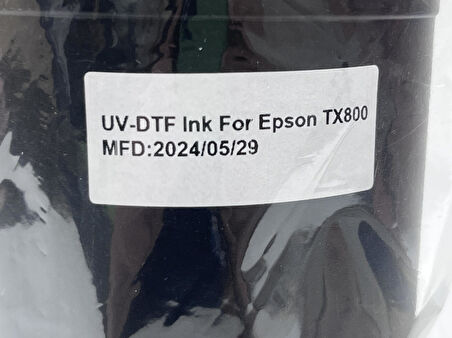 UV-DTF Ink For Epson TX800
MFD:2024/05/29